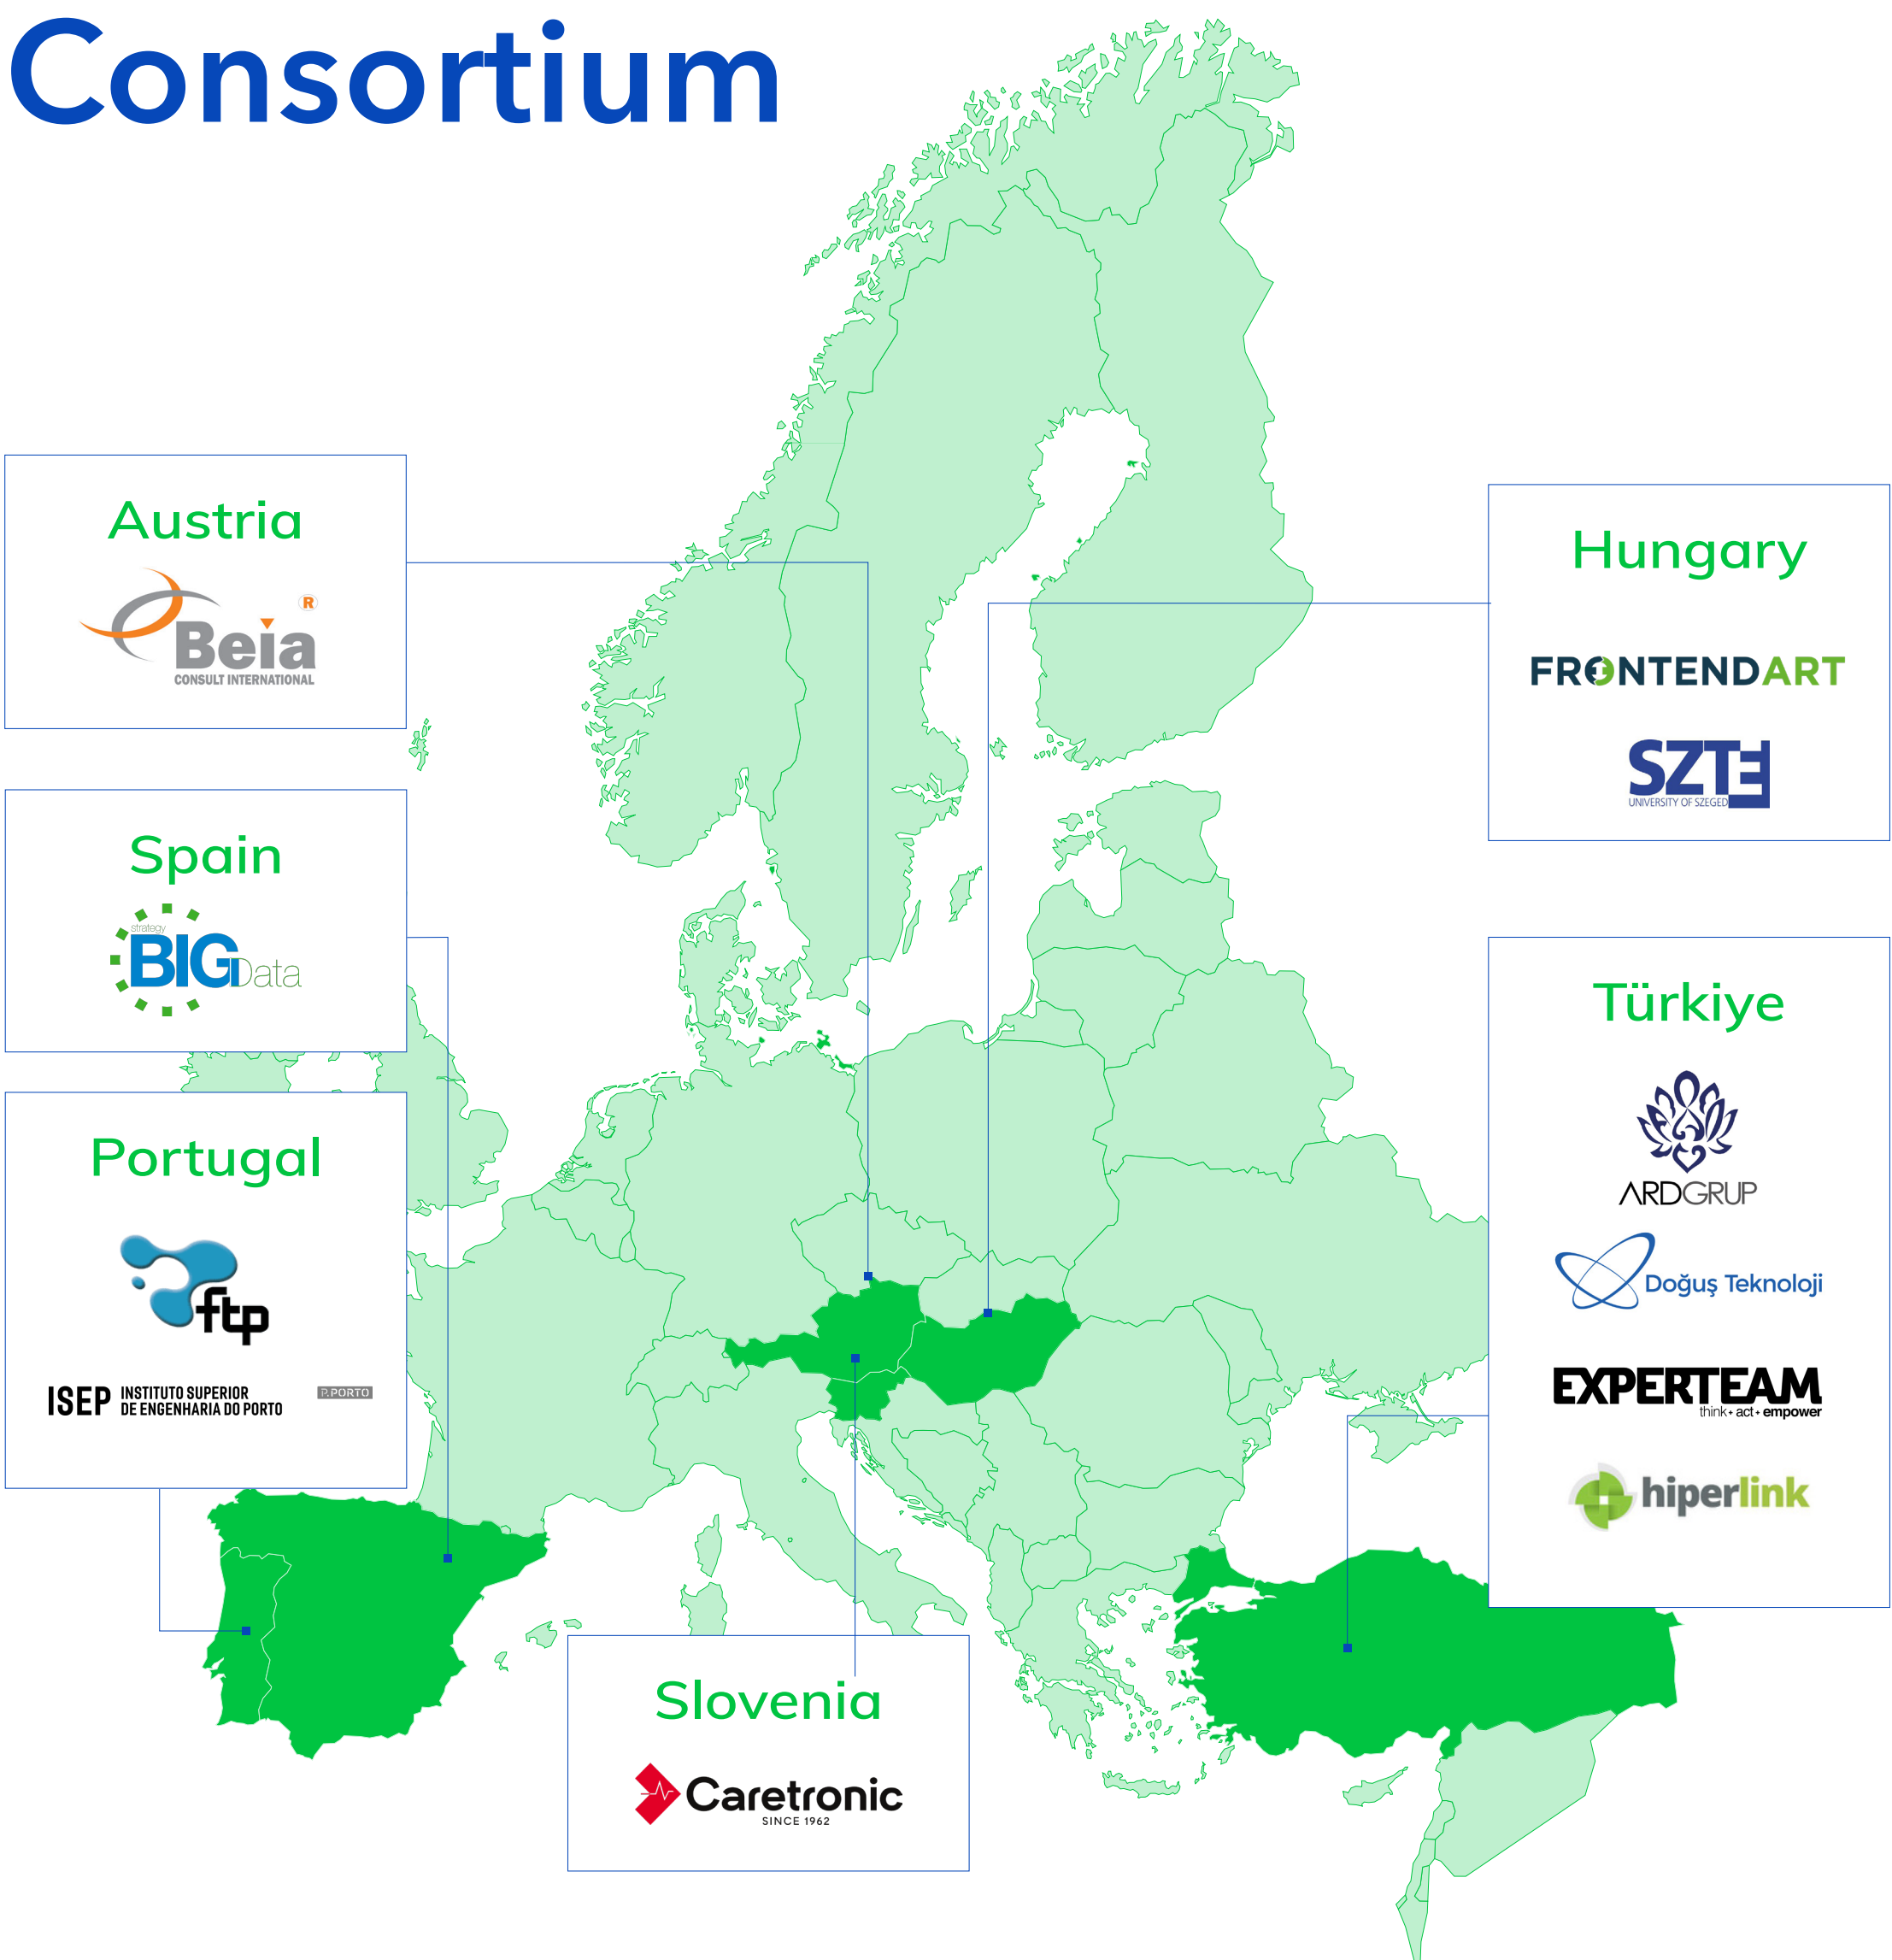 Consortium
Austria
Beia
®
CONSULT INTERNATIONAL
Spain
strategy
BIG Data
Portugal
ftp
ISEP INSTITUTO SUPERIOR
DE ENGENHARIA DO PORTO
P.PORTO
Slovenia
Caretronic
SINCE 1962
Hungary
FRONTENDART
SZTE
UNIVERSITY OF SZEGED
Türkiye
ARDGRUP
Doğuş Teknoloji
EXPERTEAM
think+ act+ empower
hiperlink